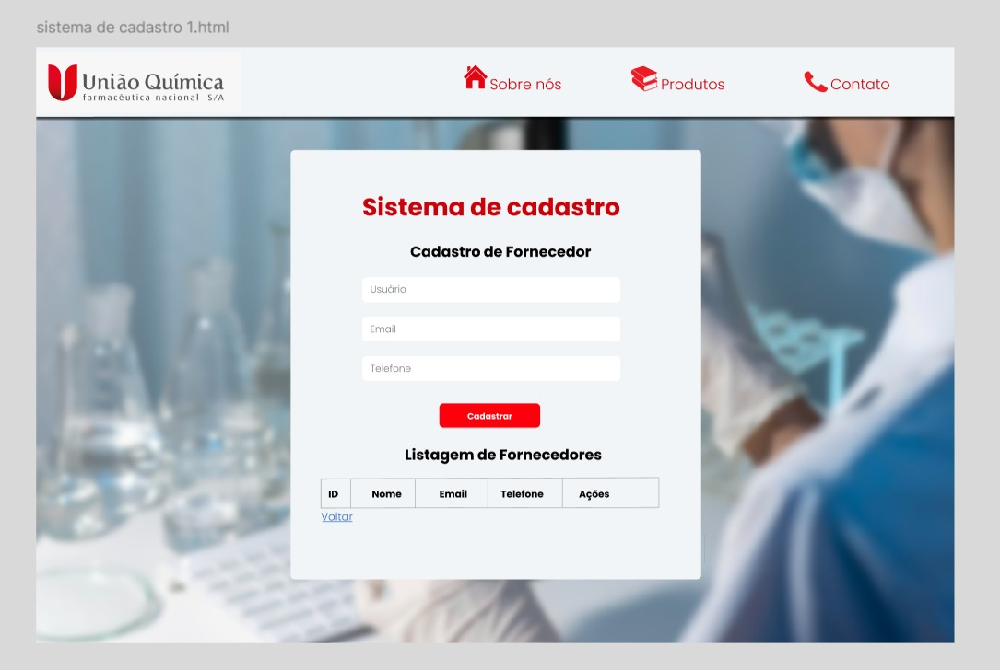 sistema de cadastro 1.html
União Química
farmacêutica nacional S/A
Sobre nós
Produtos
Contato
Sistema de cadastro
Cadastro de Fornecedor
Usuário
Email
Telefone
Cadastrar
Listagem de Fornecedores
ID Nome Email Telefone Ações
Voltar